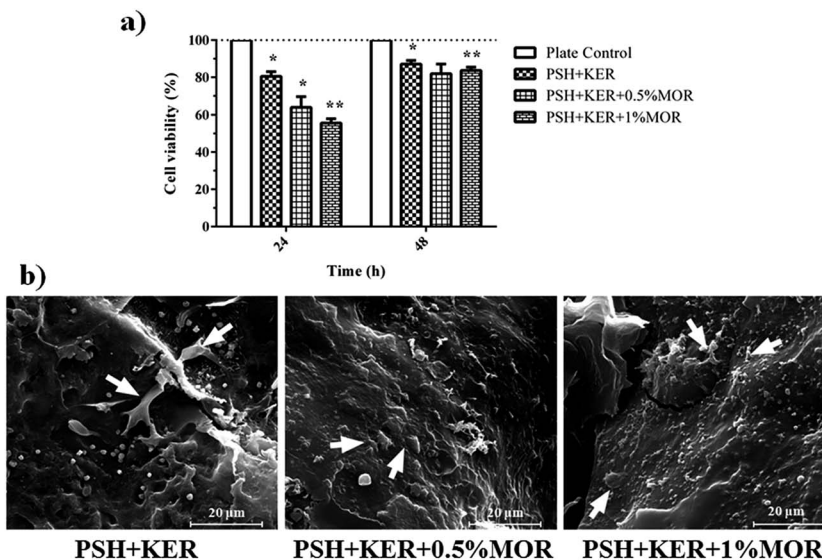 a)
Cell viability (%)
100
80
60
40
20
0
* * **
* **
24 48
Time (h)
Plate Control
PSH+KER
PSH+KER+0.5%MOR
PSH+KER+1%MOR
b)
20 µm 20 µm 20 µm
PSH+KER PSH+KER+0.5%MOR PSH+KER+1%MOR